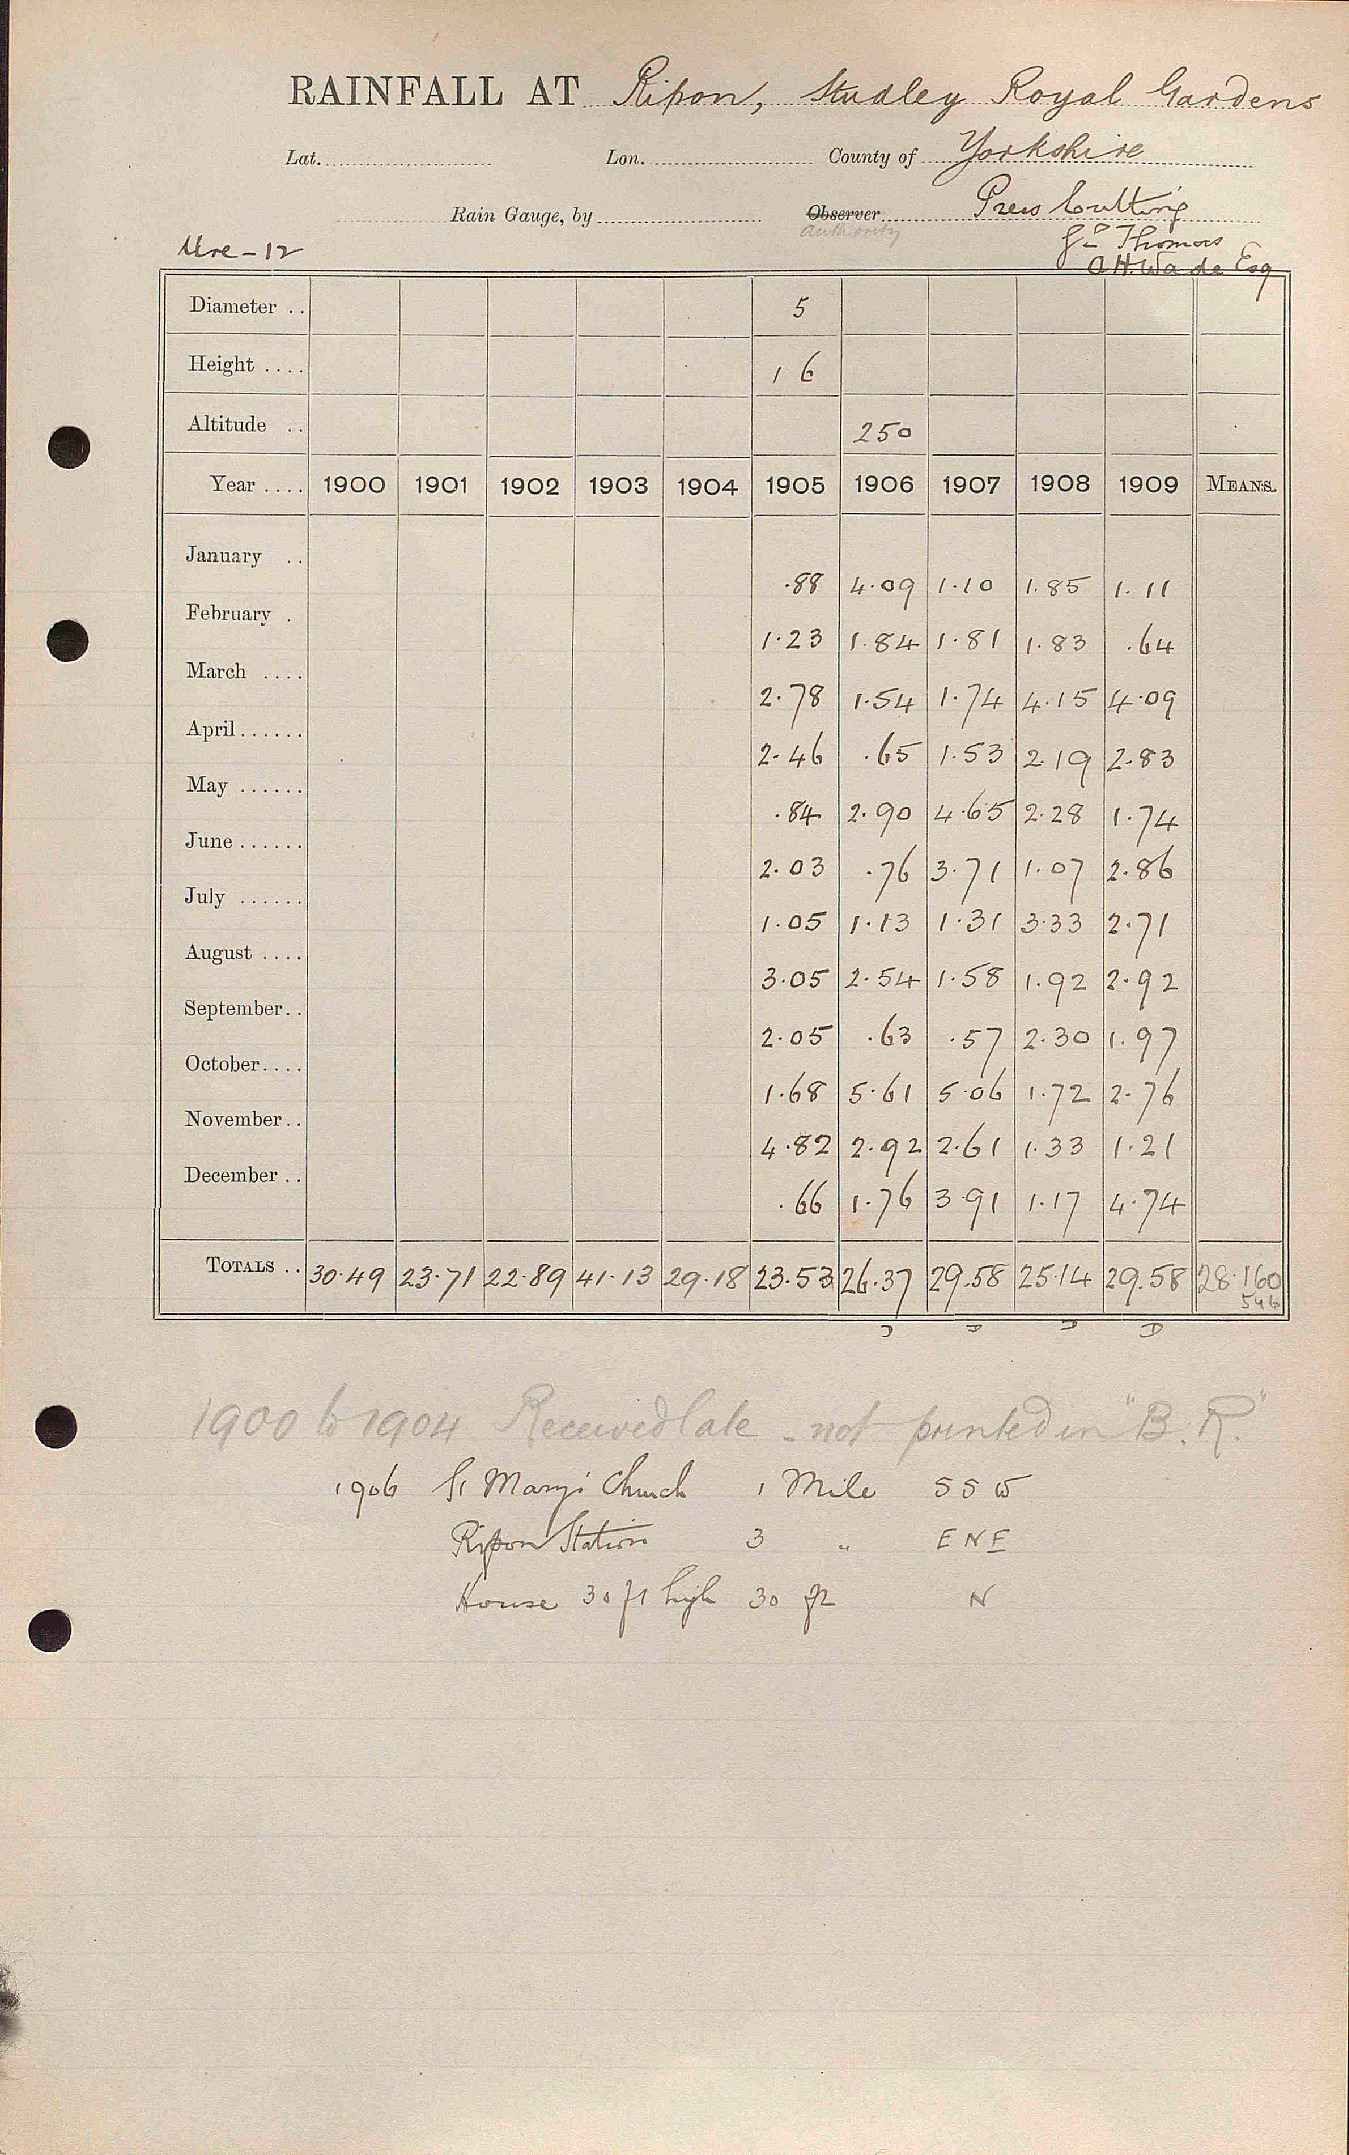 RAINFALL AT Ripon, Studley Royal Gardens
Lat. Lon. County of Yorkshire
Rain Gauge, by Observer Press Cutting
authority
Ure - 12 Thomas
A.H. Wade Esq
Diameter .. 5
Height .... 1 6
Altitude .. 250
Year .... 1900 1901 1902 1903 1904 1905 1906 1907 1908 1909 MEANS.
January .. .88 4.09 1.10 1.85 1.11
February . 1.23 1.84 1.81 1.83 .64
March .... 2.78 1.54 1.74 4.15 4.09
April...... 2.46 .65 1.53 2.19 2.83
May ...... .84 2.90 4.65 2.28 1.74
June...... 2.03 .76 3.71 1.07 2.86
July ...... 1.05 1.13 1.31 3.33 2.71
August .... 3.05 2.54 1.58 1.92 2.92
September.. 2.05 .63 .57 2.30 1.97
October.... 1.68 5.61 5.06 1.72 2.76
November.. 4.82 2.92 2.61 1.33 1.21
December .. .66 1.76 3.91 1.17 4.74
TOTALS .. 30.49 23.71 22.89 41.13 29.18 23.53 26.37 29.58 25.14 29.58 28.160
546
D D D D
1900 to 1904 Received late - not printed in "B. R."
1906 St Mary's Church 1 Mile SSW
Ripon Station 3 " ENE
House 30 ft high 30 ft N